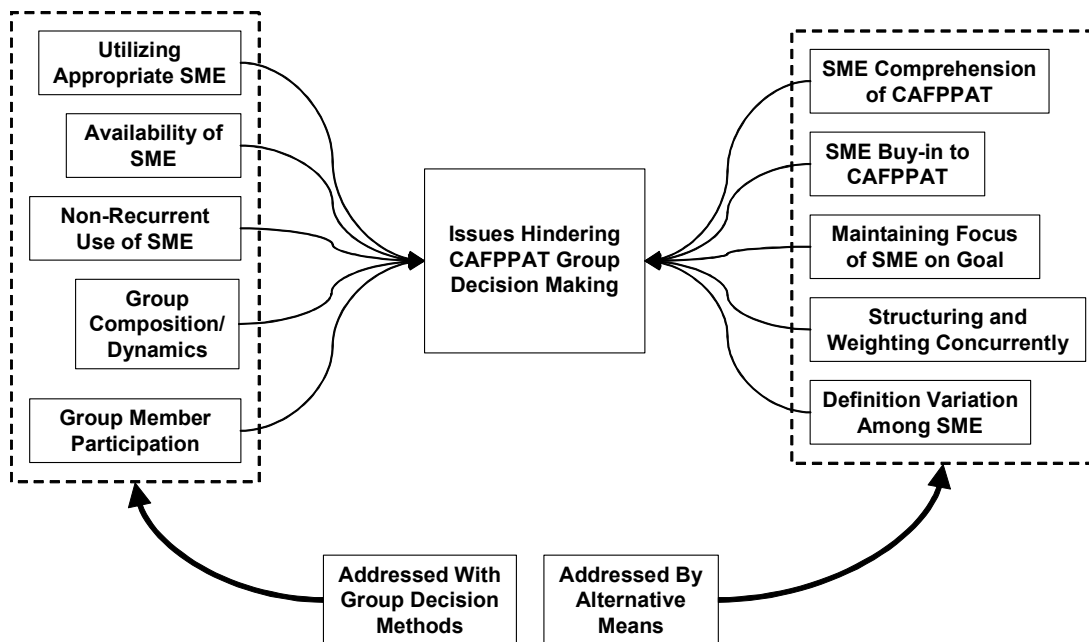 Utilizing
Appropriate SME
Availability of
SME
Non-Recurrent
Use of SME
Group
Composition/
Dynamics
Group Member
Participation
Issues Hindering
CAFPPAT Group
Decision Making
SME Comprehension
of CAFPPAT
SME Buy-in to
CAFPPAT
Maintaining Focus
of SME on Goal
Structuring and
Weighting Concurrently
Definition Variation
Among SME
Addressed With
Group Decision
Methods
Addressed By
Alternative
Means